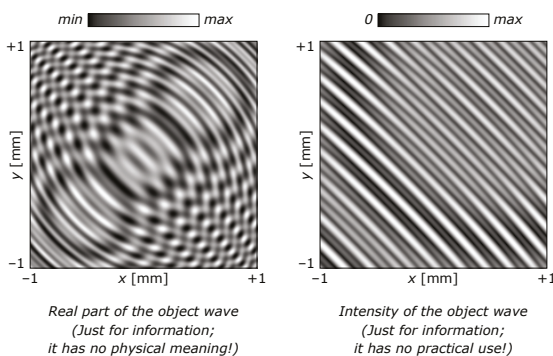 min max
+1
y [mm]
–1
–1 x [mm] +1
Real part of the object wave
(Just for information;
it has no physical meaning!)
0 max
+1
y [mm]
–1
–1 x [mm] +1
Intensity of the object wave
(Just for information;
it has no practical use!)